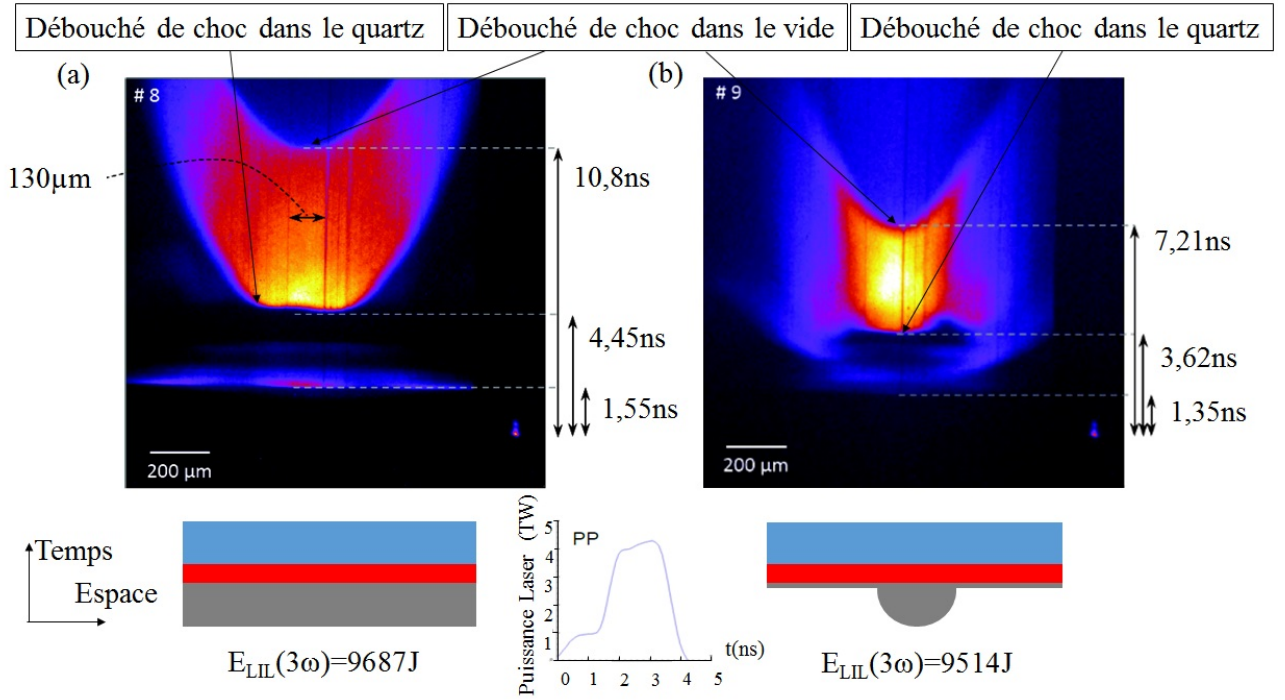 Débouché de choc dans le quartz
Débouché de choc dans le vide
Débouché de choc dans le quartz
(a)
# 8
130µm
10,8ns
4,45ns
1,55ns
200 µm
(b)
# 9
7,21ns
3,62ns
1,35ns
200 µm
Temps
Espace
E_LIL(3ω)=9687J
Puissance Laser (TW)
5
4
3
2
1
0
PP
t(ns)
0 1 2 3 4 5
E_LIL(3ω)=9514J